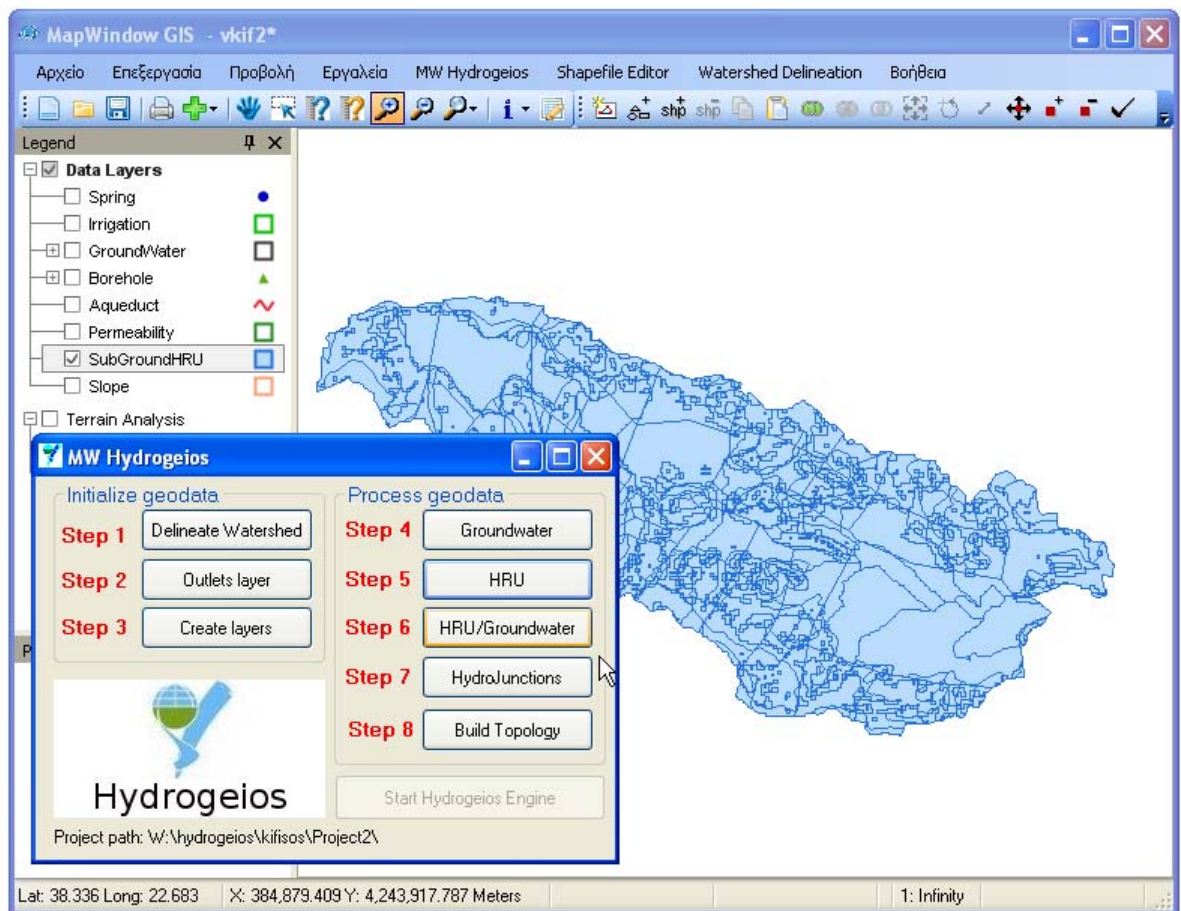 MapWindow GIS - vkif2*
Αρχείο Επεξεργασία Προβολή Εργαλεία MW Hydrogeios Shapefile Editor Watershed Delineation Βοήθεια
shp shp
Legend
Data Layers
Spring
Irrigation
GroundWater
Borehole
Aqueduct
Permeability
SubGroundHRU
Slope
Terrain Analysis
P
MW Hydrogeios
Initialize geodata
Step 1 Delineate Watershed
Step 2 Outlets layer
Step 3 Create layers
Process geodata
Step 4 Groundwater
Step 5 HRU
Step 6 HRU/Groundwater
Step 7 HydroJunctions
Step 8 Build Topology
Hydrogeios
Start Hydrogeios Engine
Project path: W:\hydrogeios\kifisos\Project2\
Lat: 38.336 Long: 22.683 X: 384,879.409 Y: 4,243,917.787 Meters 1: Infinity